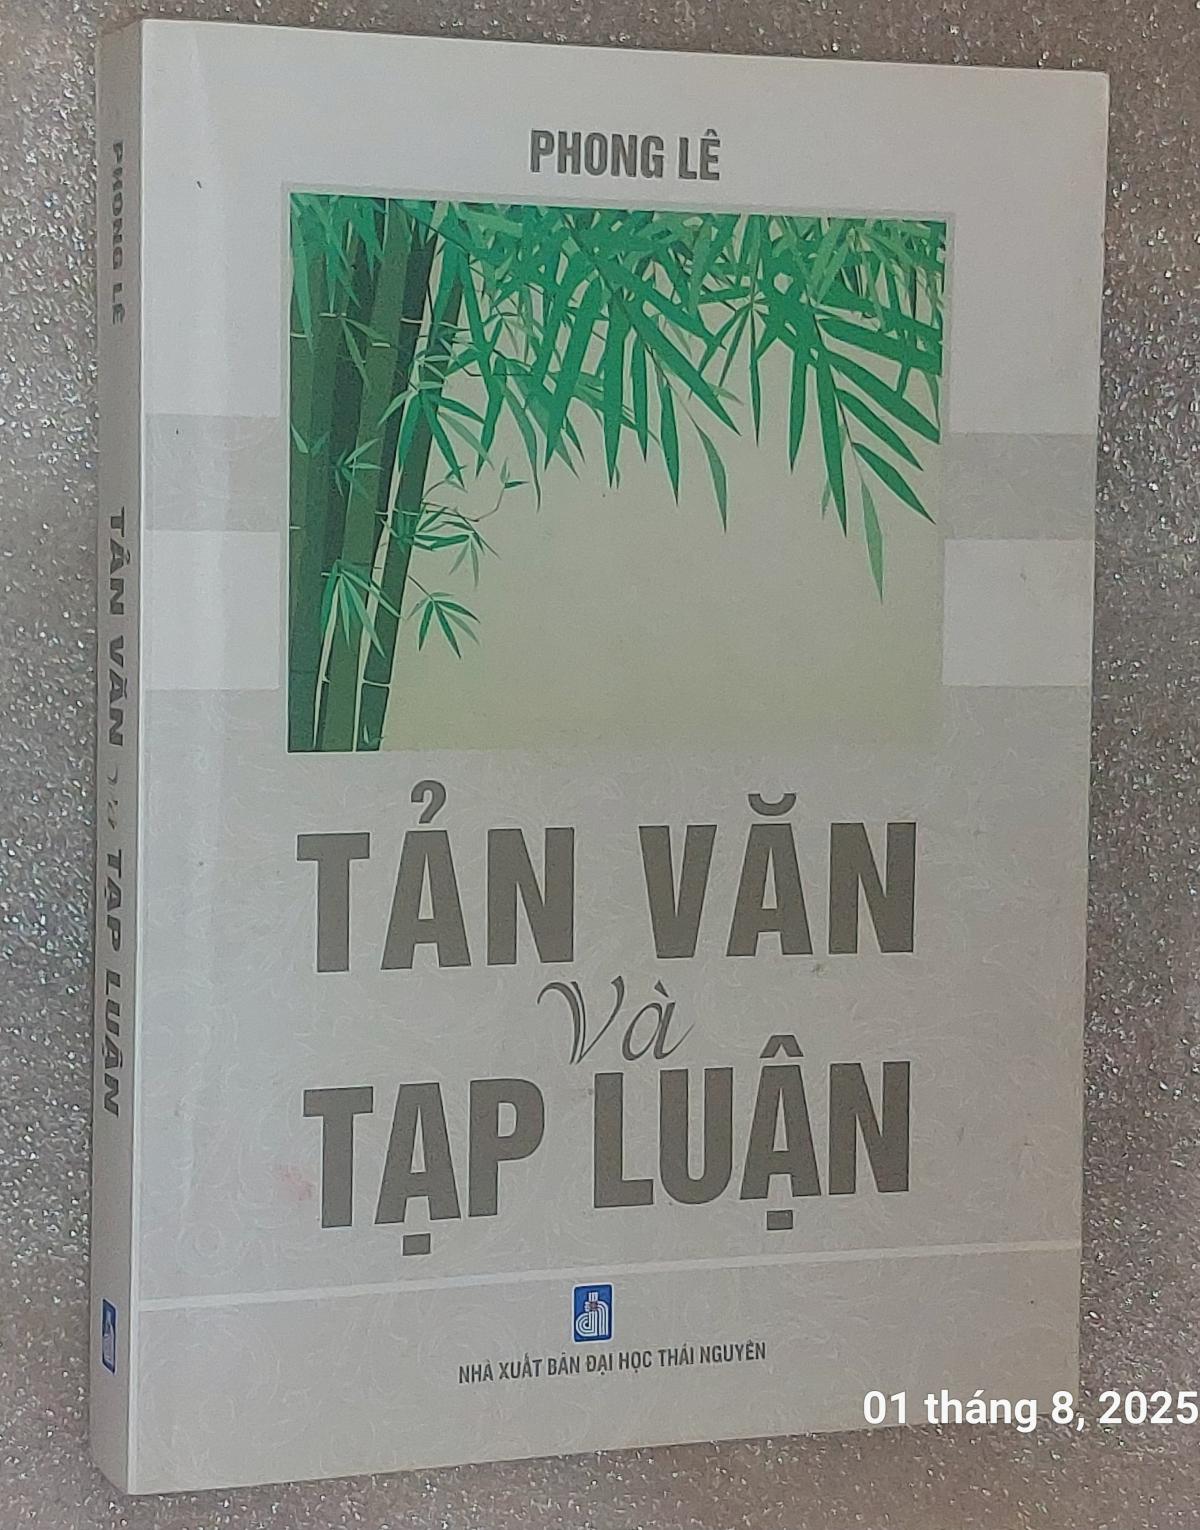 PHONG LÊ
TẢN VĂN
Và
TẠP LUẬN
NHÀ XUẤT BẢN ĐẠI HỌC THÁI NGUYÊN
PHONG LÊ
TẢN VĂN Và TẠP LUẬN
01 tháng 8, 2025